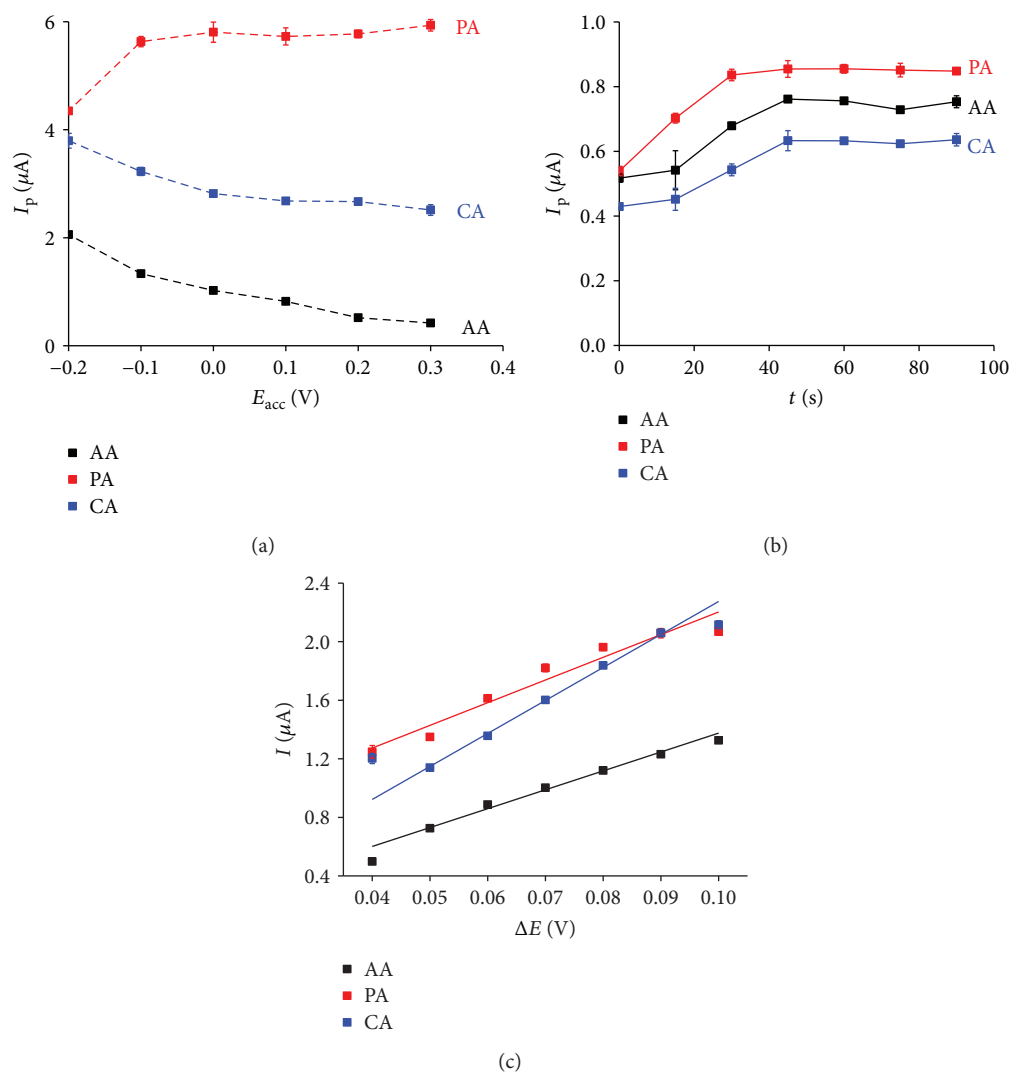 6
4
2
0
I_p (μA)
−0.2
−0.1
0.0
0.1
0.2
0.3
0.4
E_acc (V)
PA
CA
AA
AA
PA
CA
(a)
1.0
0.8
0.6
0.4
0.2
0.0
I_p (μA)
0
20
40
60
80
100
t (s)
PA
AA
CA
AA
PA
CA
(b)
2.4
2.0
1.6
1.2
0.8
0.4
I (μA)
0.04
0.05
0.06
0.07
0.08
0.09
0.10
ΔE (V)
AA
PA
CA
(c)